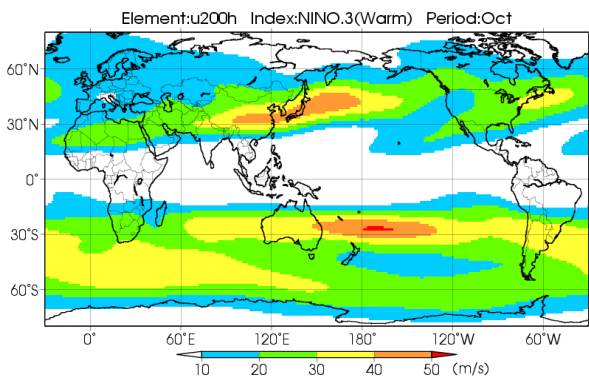 Element:u200h Index:NINO.3(Warm) Period:Oct
60°N
30°N
0°
30°S
60°S
0° 60°E 120°E 180° 120°W 60°W
10 20 30 40 50 (m/s)